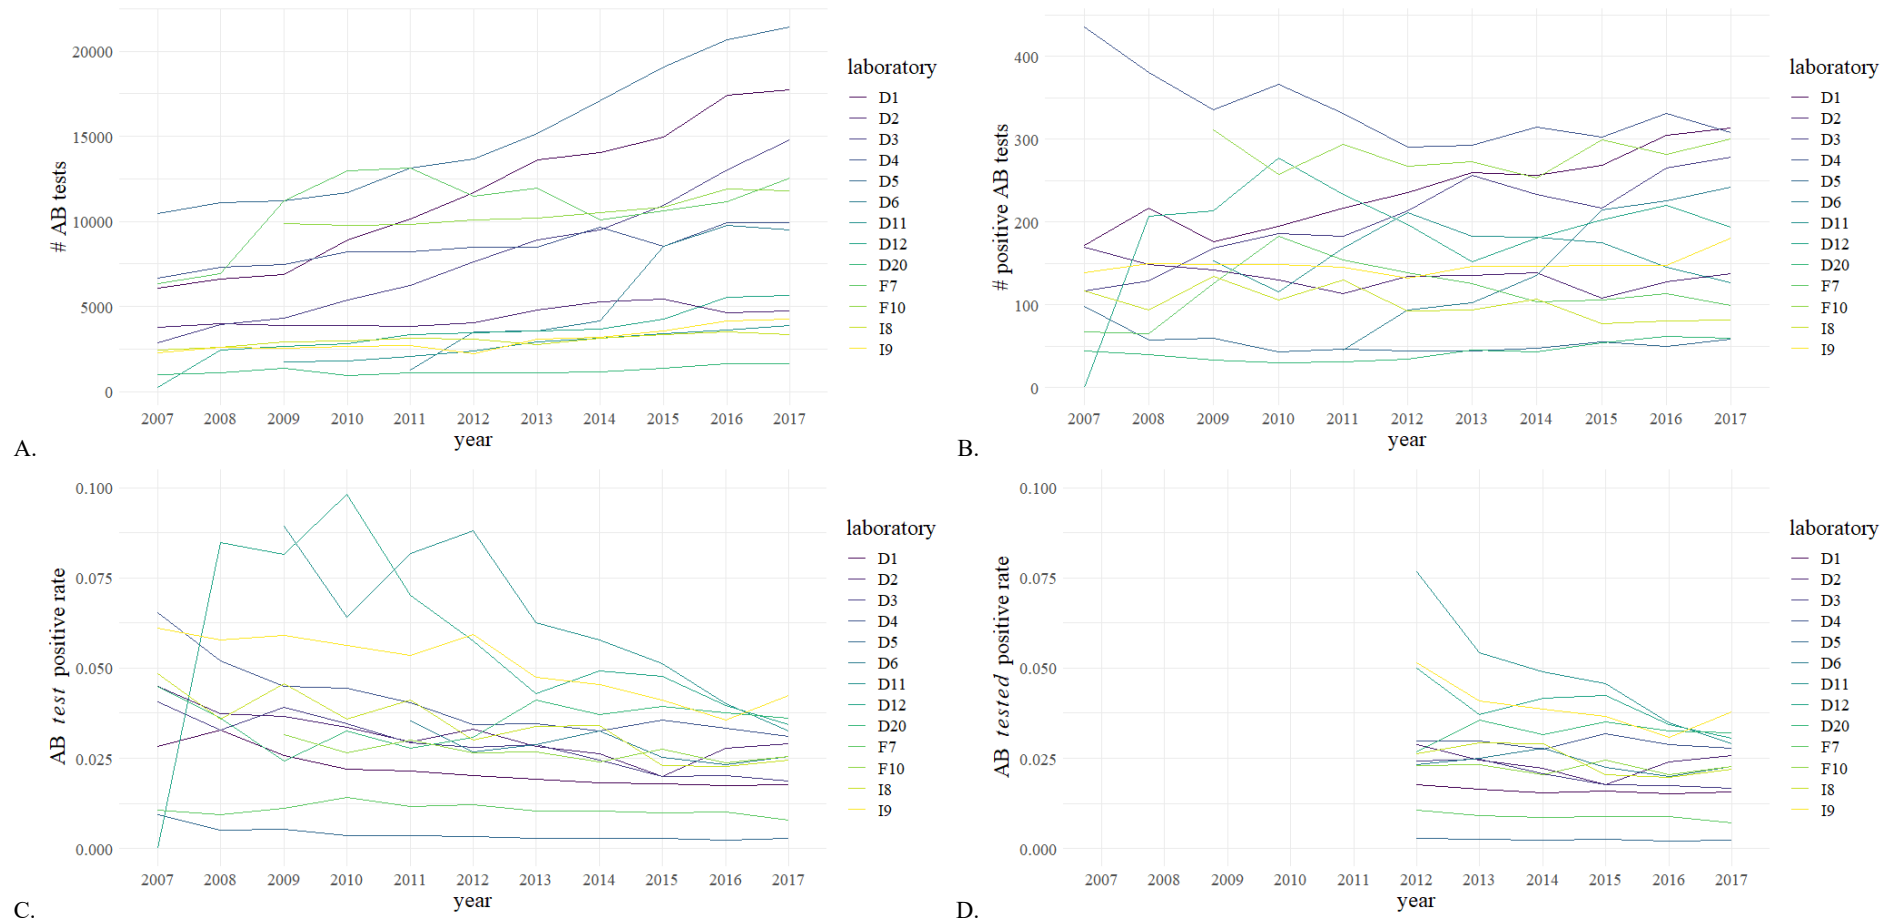 20000
15000
10000
5000
0
# AB tests
2007 2008 2009 2010 2011 2012 2013 2014 2015 2016 2017
year
laboratory
D1
D2
D3
D4
D5
D6
D11
D12
D20
F7
F10
I8
I9
A.
400
300
200
100
0
# positive AB tests
2007 2008 2009 2010 2011 2012 2013 2014 2015 2016 2017
year
laboratory
D1
D2
D3
D4
D5
D6
D11
D12
D20
F7
F10
I8
I9
B.
0.100
0.075
0.050
0.025
0.000
AB test positive rate
2007 2008 2009 2010 2011 2012 2013 2014 2015 2016 2017
year
laboratory
D1
D2
D3
D4
D5
D6
D11
D12
D20
F7
F10
I8
I9
C.
0.100
0.075
0.050
0.025
0.000
AB tested positive rate
2007 2008 2009 2010 2011 2012 2013 2014 2015 2016 2017
year
laboratory
D1
D2
D3
D4
D5
D6
D11
D12
D20
F7
F10
I8
I9
D.